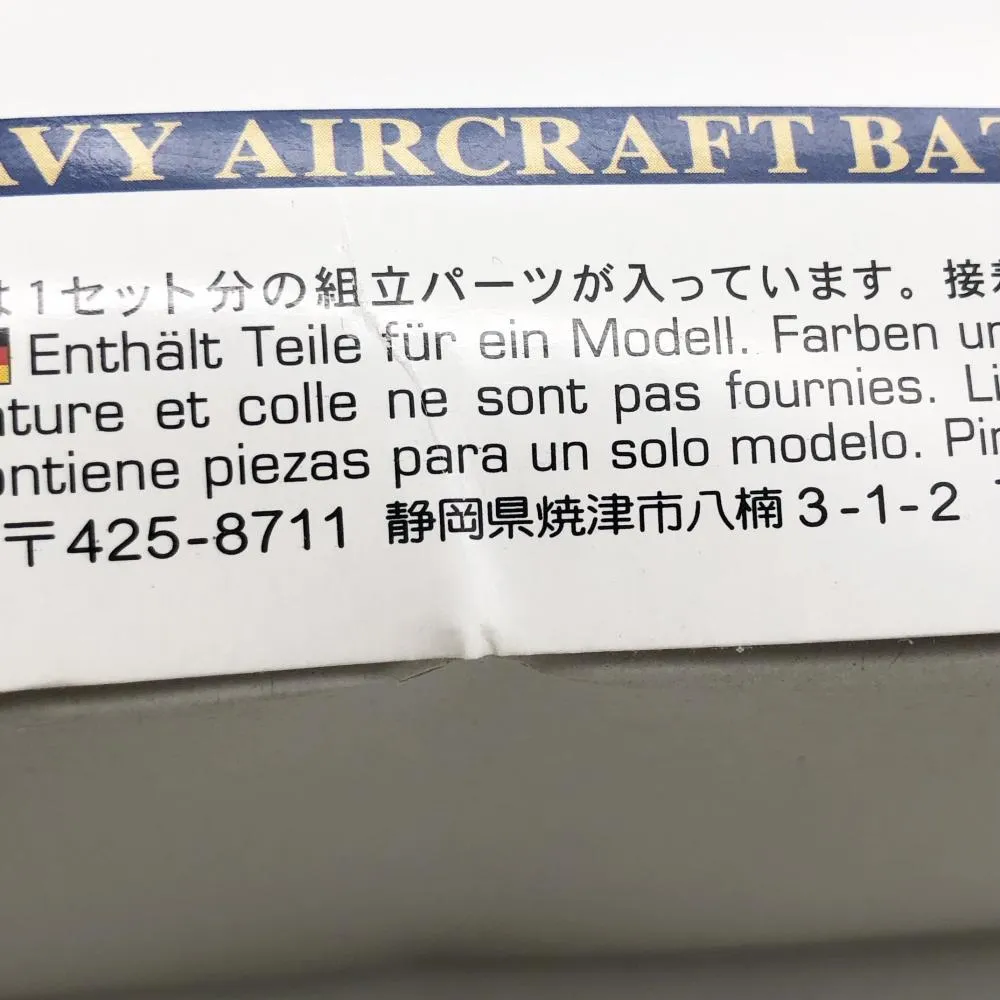 AVY AIRCRAFT BAT
は1セット分の組立パーツが入っています。接着
Enthält Teile für ein Modell. Farben un
ature et colle ne sont pas fournies. Li
ontiene piezas para un solo modelo. Pin
〒425-8711 静岡県焼津市八楠3-1-2